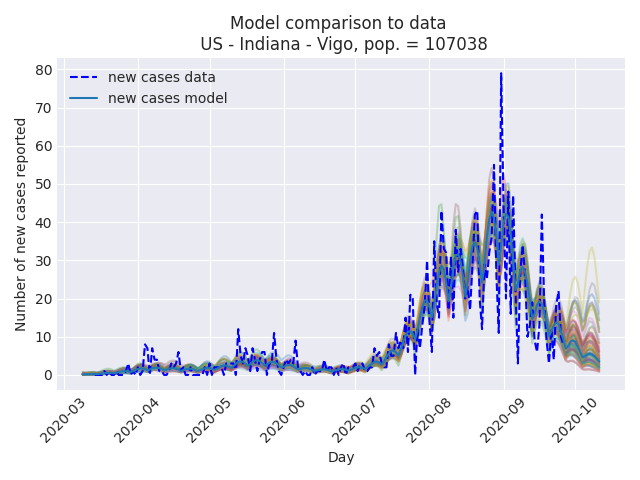 Model comparison to data
US - Indiana - Vigo, pop. = 107038
new cases data
new cases model
Number of new cases reported
80
70
60
50
40
30
20
10
0
2020-03
2020-04
2020-05
2020-06
2020-07
2020-08
2020-09
2020-10
Day